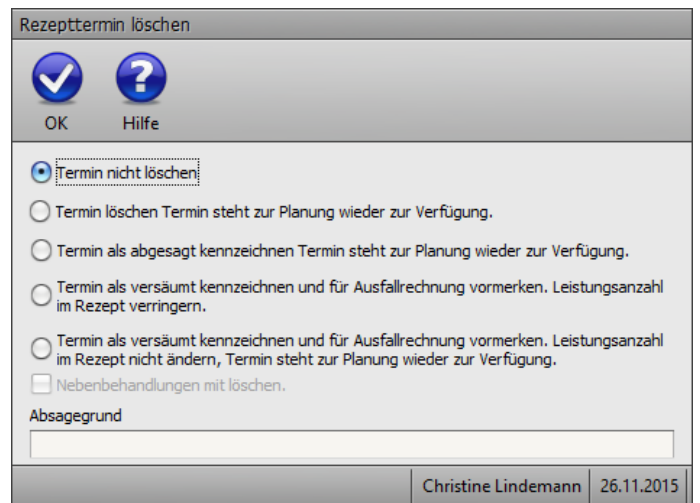 Rezepttermin löschen
OK
Hilfe
Termin nicht löschen
Termin löschen Termin steht zur Planung wieder zur Verfügung.
Termin als abgesagt kennzeichnen Termin steht zur Planung wieder zur Verfügung.
Termin als versäumt kennzeichnen und für Ausfallrechnung vormerken. Leistungsanzahl
im Rezept verringern.
Termin als versäumt kennzeichnen und für Ausfallrechnung vormerken. Leistungsanzahl
im Rezept nicht ändern, Termin steht zur Planung wieder zur Verfügung.
Nebenbehandlungen mit löschen.
Absagegrund
Christine Lindemann
26.11.2015